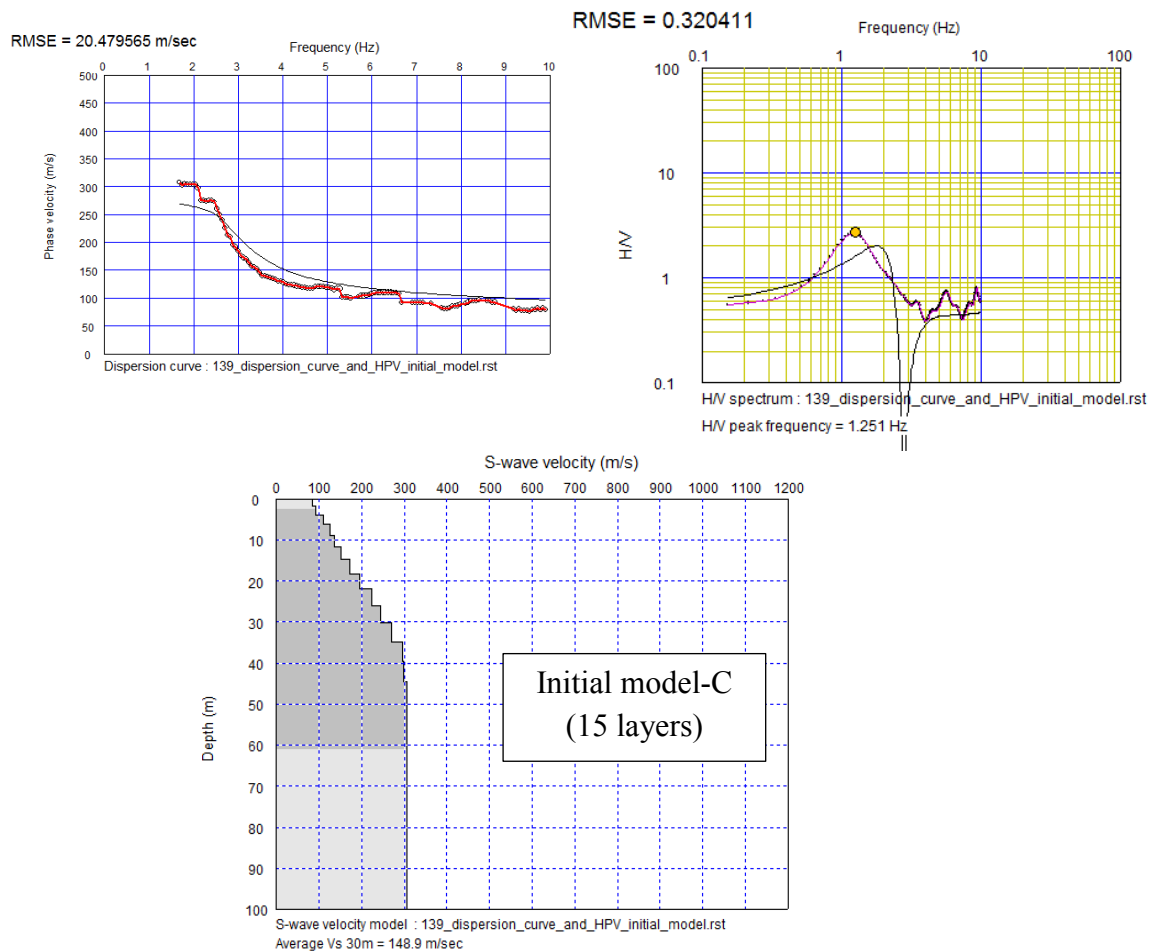 RMSE = 20.479565 m/sec
Frequency (Hz)
0 1 2 3 4 5 6 7 8 9 10
500
450
400
350
300
250
200
150
100
50
0
Phase velocity (m/s)
Dispersion curve : 139_dispersion_curve_and_HPV_initial_model.rst
RMSE = 0.320411
Frequency (Hz)
0.1 1 10 100
100
10
1
0.1
H/V
H/V spectrum : 139_dispersion_curve_and_HPV_initial_model.rst
H/V peak frequency = 1.251 Hz
S-wave velocity (m/s)
0 100 200 300 400 500 600 700 800 900 1000 1100 1200
0
10
20
30
40
50
60
70
80
90
100
Depth (m)
Initial model-C
(15 layers)
S-wave velocity model : 139_dispersion_curve_and_HPV_initial_model.rst
Average Vs 30m = 148.9 m/sec